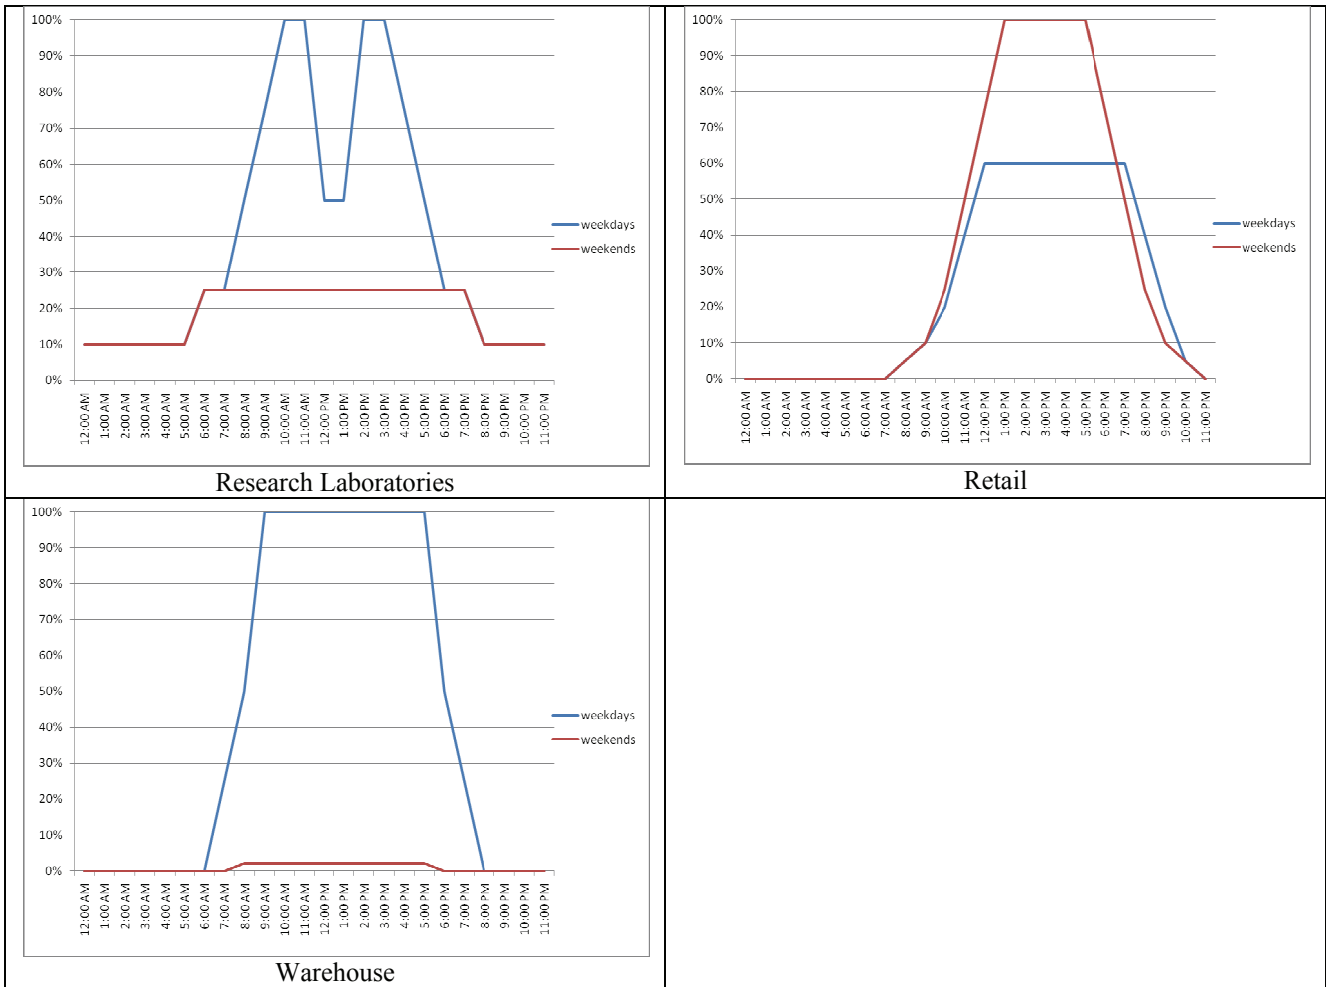 100%
90%
80%
70%
60%
50%
40%
30%
20%
10%
0%
12:00 AM
1:00 AM
2:00 AM
3:00 AM
4:00 AM
5:00 AM
6:00 AM
7:00 AM
8:00 AM
9:00 AM
10:00 AM
11:00 AM
12:00 PM
1:00 PM
2:00 PM
3:00 PM
4:00 PM
5:00 PM
6:00 PM
7:00 PM
8:00 PM
9:00 PM
10:00 PM
11:00 PM
weekdays
weekends
Research Laboratories
100%
90%
80%
70%
60%
50%
40%
30%
20%
10%
0%
12:00 AM
1:00 AM
2:00 AM
3:00 AM
4:00 AM
5:00 AM
6:00 AM
7:00 AM
8:00 AM
9:00 AM
10:00 AM
11:00 AM
12:00 PM
1:00 PM
2:00 PM
3:00 PM
4:00 PM
5:00 PM
6:00 PM
7:00 PM
8:00 PM
9:00 PM
10:00 PM
11:00 PM
weekdays
weekends
Retail
100%
90%
80%
70%
60%
50%
40%
30%
20%
10%
0%
12:00 AM
1:00 AM
2:00 AM
3:00 AM
4:00 AM
5:00 AM
6:00 AM
7:00 AM
8:00 AM
9:00 AM
10:00 AM
11:00 AM
12:00 PM
1:00 PM
2:00 PM
3:00 PM
4:00 PM
5:00 PM
6:00 PM
7:00 PM
8:00 PM
9:00 PM
10:00 PM
11:00 PM
weekdays
weekends
Warehouse